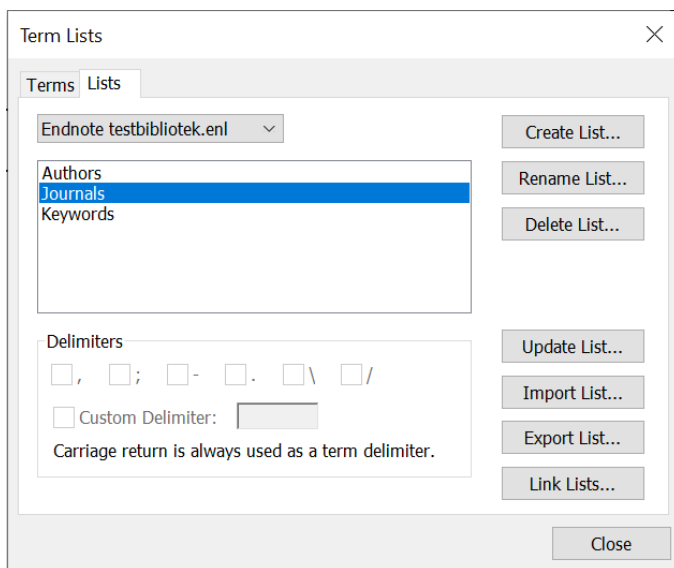 Term Lists
Terms Lists
Endnote testbibliotek.enl
Create List...
Authors
Journals
Keywords
Rename List...
Delete List...
Delimiters
, ; - . \ /
Custom Delimiter:
Carriage return is always used as a term delimiter.
Update List...
Import List...
Export List...
Link Lists...
Close